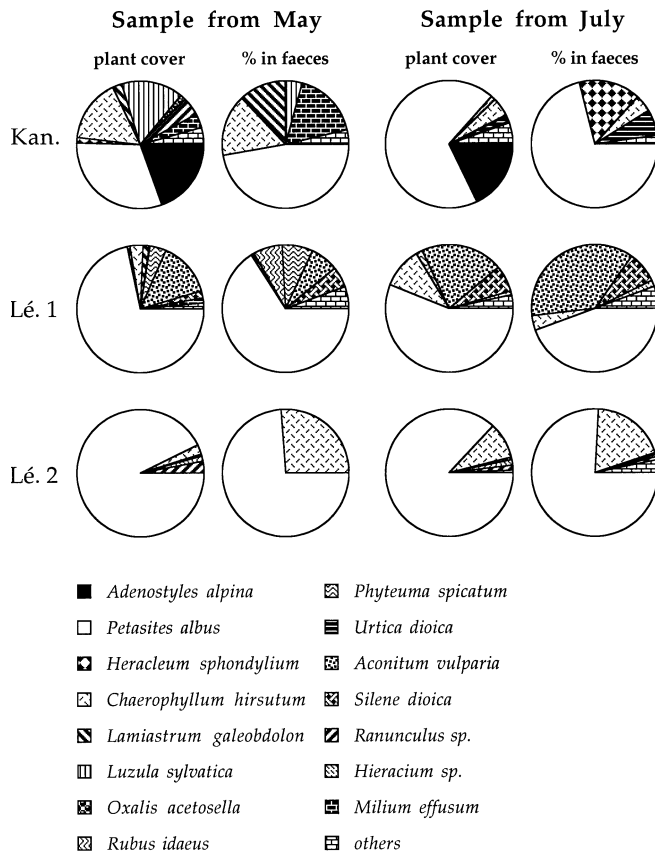 Sample from May Sample from July
plant cover % in faeces plant cover % in faeces
Kan.
Lé. 1
Lé. 2
Adenostyles alpina
Petasites albus
Heracleum sphondylium
Chaerophyllum hirsutum
Lamiastrum galeobdolon
Luzula sylvatica
Oxalis acetosella
Rubus idaeus
Phyteuma spicatum
Urtica dioica
Aconitum vulparia
Silene dioica
Ranunculus sp.
Hieracium sp.
Milium effusum
others